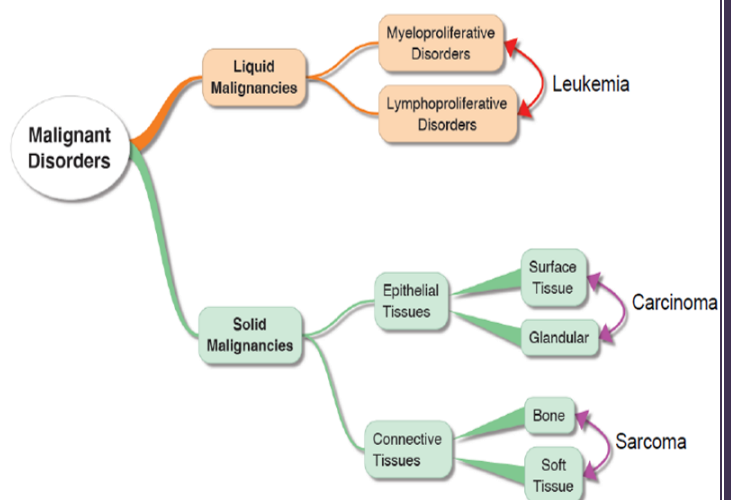 Malignant
Disorders
Liquid
Malignancies
Myeloproliferative
Disorders
Lymphoproliferative
Disorders
Leukemia
Solid
Malignancies
Epithelial
Tissues
Surface
Tissue
Glandular
Carcinoma
Connective
Tissues
Bone
Soft
Tissue
Sarcoma